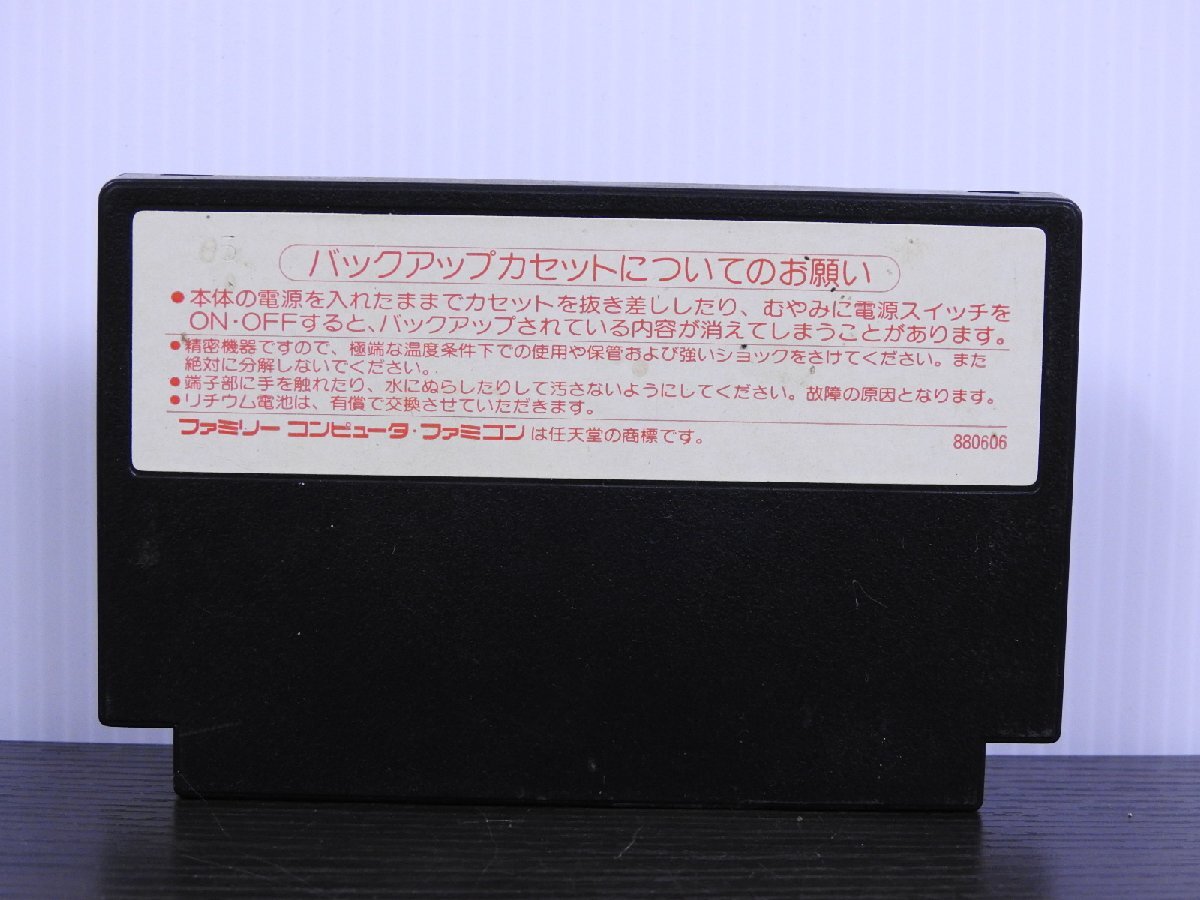 バックアップカセットについてのお願い
●本体の電源を入れたままでカセットを抜き差ししたり、むやみに電源スイッチを
ON・OFFすると、バックアップされている内容が消えてしまうことがあります。
●精密機器ですので、極端な温度条件下での使用や保管および強いショックをさけてください。また
絶対に分解しないでください。
●端子部に手を触れたり、水にぬらしたりして汚さないようにしてください。故障の原因となります。
●リチウム電池は、有償で交換させていただきます。
ファミリーコンピュータ・ファミコンは任天堂の商標です。
880606